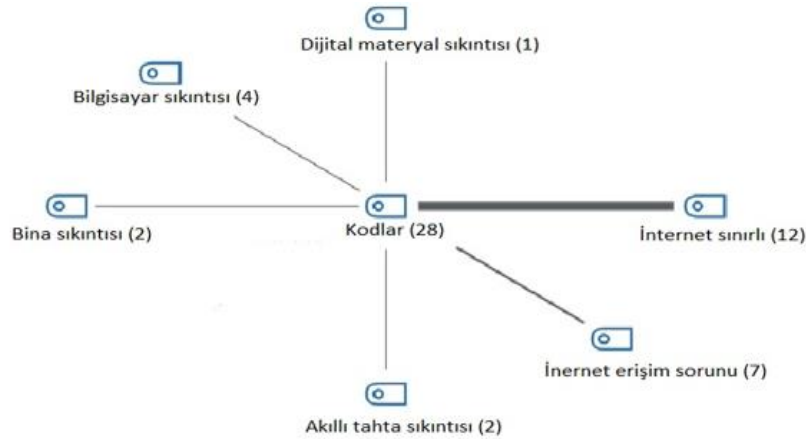 Dijital materyal sıkıntısı (1)
Bilgisayar sıkıntısı (4)
Bina sıkıntısı (2)
Kodlar (28)
İnternet sınırlı (12)
İnernet erişim sorunu (7)
Akıllı tahta sıkıntısı (2)